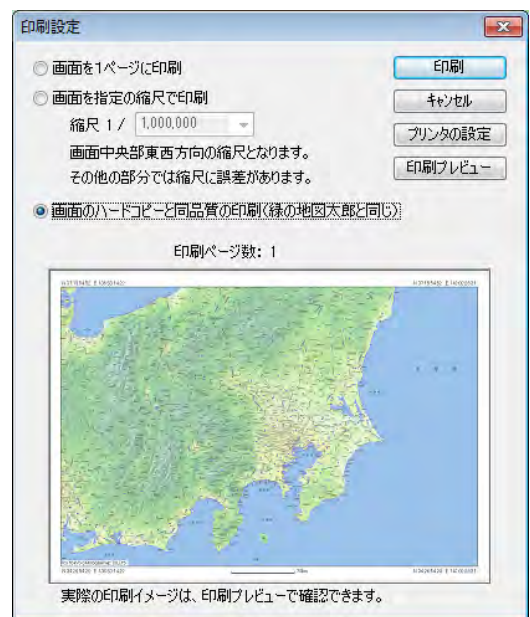 印刷設定
画面を1ページに印刷
印刷
画面を指定の縮尺で印刷
キャンセル
縮尺 1 / 1,000,000
プリンタの設定
画面中央部東西方向の縮尺となります。
その他の部分では縮尺に誤差があります。
印刷プレビュー
画面のハードコピーと同品質の印刷(緑の地図太郎と同じ)
印刷ページ数: 1
実際の印刷イメージは、印刷プレビューで確認できます。